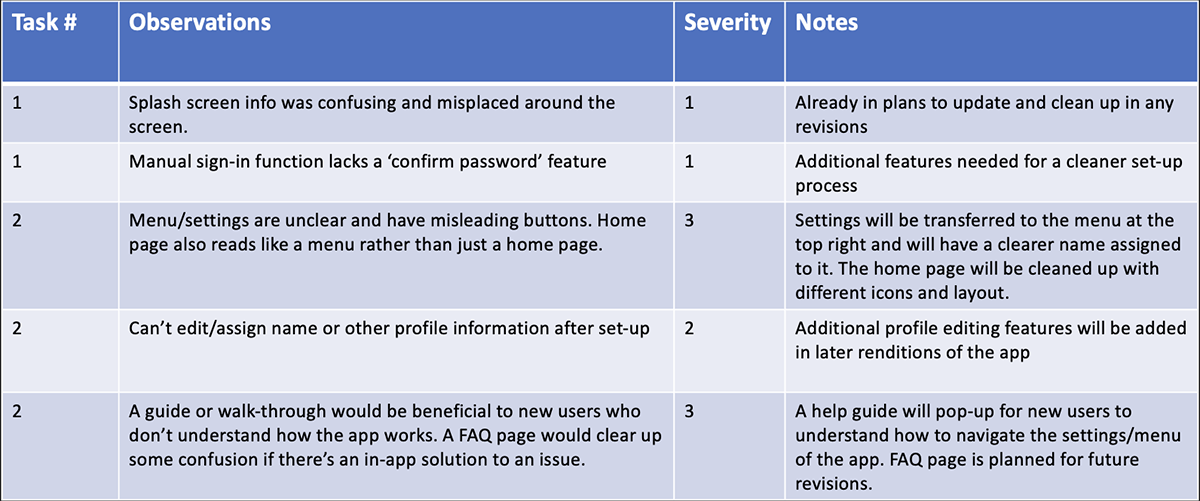 Task #
Observations
Severity
Notes
1
Splash screen info was confusing and misplaced around the
screen.
1
Already in plans to update and clean up in any
revisions
1
Manual sign-in function lacks a ‘confirm password’ feature
1
Additional features needed for a cleaner set-up
process
2
Menu/settings are unclear and have misleading buttons. Home
page also reads like a menu rather than just a home page.
3
Settings will be transferred to the menu at the
top right and will have a clearer name assigned
to it. The home page will be cleaned up with
different icons and layout.
2
Can’t edit/assign name or other profile information after set-up
2
Additional profile editing features will be added
in later renditions of the app
2
A guide or walk-through would be beneficial to new users who
don’t understand how the app works. A FAQ page would clear up
some confusion if there’s an in-app solution to an issue.
3
A help guide will pop-up for new users to
understand how to navigate the settings/menu
of the app. FAQ page is planned for future
revisions.